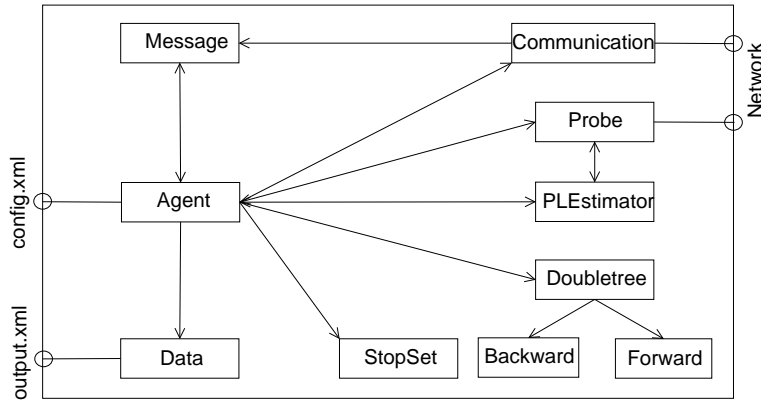 Message
Communication
Network
Probe
config.xml
Agent
PLEstimator
Doubletree
output.xml
Data
StopSet
Backward
Forward